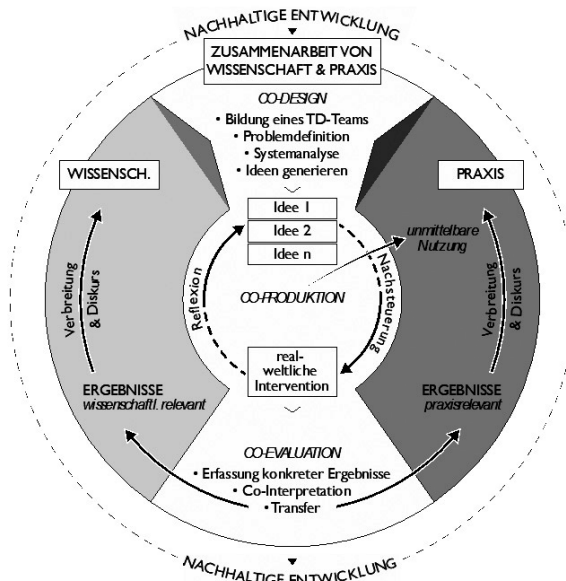 NACHHALTIGE ENTWICKLUNG
ZUSAMMENARBEIT VON
WISSENSCHAFT & PRAXIS
CO-DESIGN
• Bildung eines TD-Teams
• Problemdefinition
• Systemanalyse
• Ideen generieren
WISSENSCH.
PRAXIS
Idee 1
Idee 2
Idee n
unmittelbare
Nutzung
Verbreitung
& Diskurs
Reflexion
CO-PRODUKTION
Nachsteuerung
Verbreitung
& Diskurs
real-
weltliche
Intervention
ERGEBNISSE
wissenschaftl. relevant
ERGEBNISSE
praxisrelevant
CO-EVALUATION
• Erfassung konkreter Ergebnisse
• Co-Interpretation
• Transfer
NACHHALTIGE ENTWICKLUNG